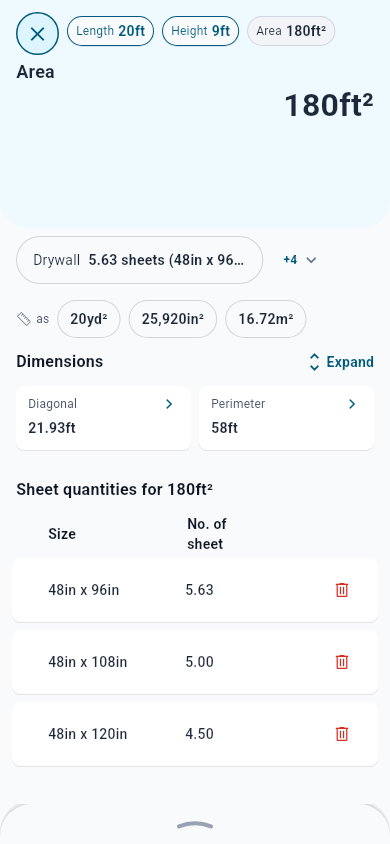 Length 20ft Height 9ft Area 180ft²
Area
180ft²
Drywall 5.63 sheets (48in x 96... +4
as 20yd² 25,920in² 16.72m²
Dimensions Expand
Diagonal Perimeter
21.93ft 58ft
Sheet quantities for 180ft²
Size No. of sheet
48in x 96in 5.63
48in x 108in 5.00
48in x 120in 4.50